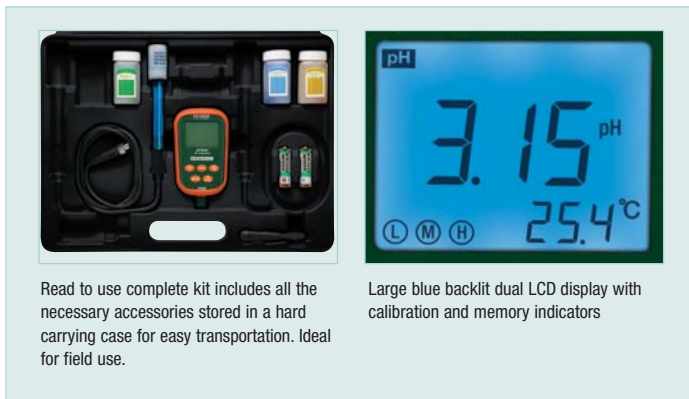 pH
3.15 pH
25.4°C
L M H
Read to use complete kit includes all the
necessary accessories stored in a hard
carrying case for easy transportation. Ideal
for field use.
Large blue backlit dual LCD display with
calibration and memory indicators